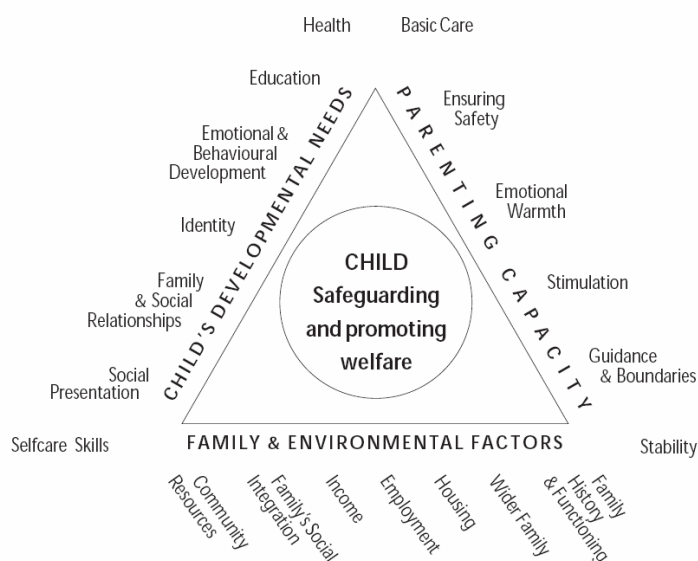 Health
Basic Care
Education
Ensuring
Safety
Emotional &
Behavioural
Development
Emotional
Warmth
Identity
Stimulation
Family
& Social
Relationships
Guidance
& Boundaries
Social
Presentation
Selfcare Skills
Stability
CHILD'S DEVELOPMENTAL NEEDS
PARENTING CAPACITY
CHILD
Safeguarding
and promoting
welfare
FAMILY & ENVIRONMENTAL FACTORS
Community
Resources
Family's Social
Integration
Income
Employment
Housing
Wider Family
Family
History
& Functioning